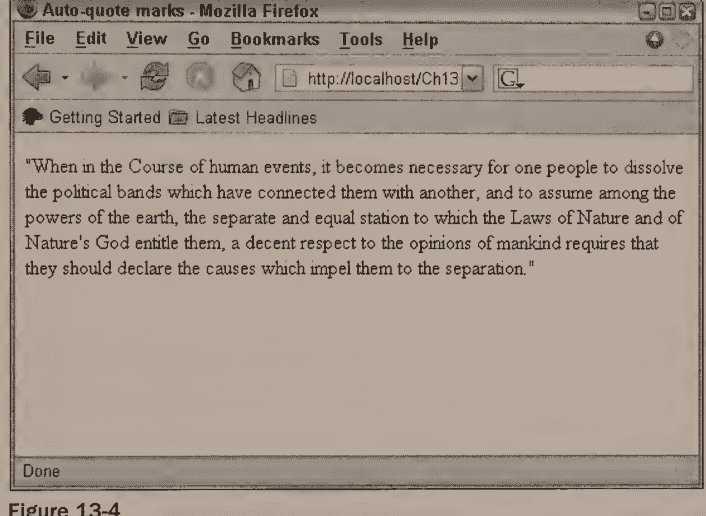 Auto-quote marks - Mozilla Firefox
File Edit View Go Bookmarks Tools Help
http://localhost/Ch13 G
Getting Started Latest Headlines
"When in the Course of human events, it becomes necessary for one people to dissolve
the political bands which have connected them with another, and to assume among the
powers of the earth, the separate and equal station to which the Laws of Nature and of
Nature's God entitle them, a decent respect to the opinions of mankind requires that
they should declare the causes which impel them to the separation."
Done
Figure 13-4